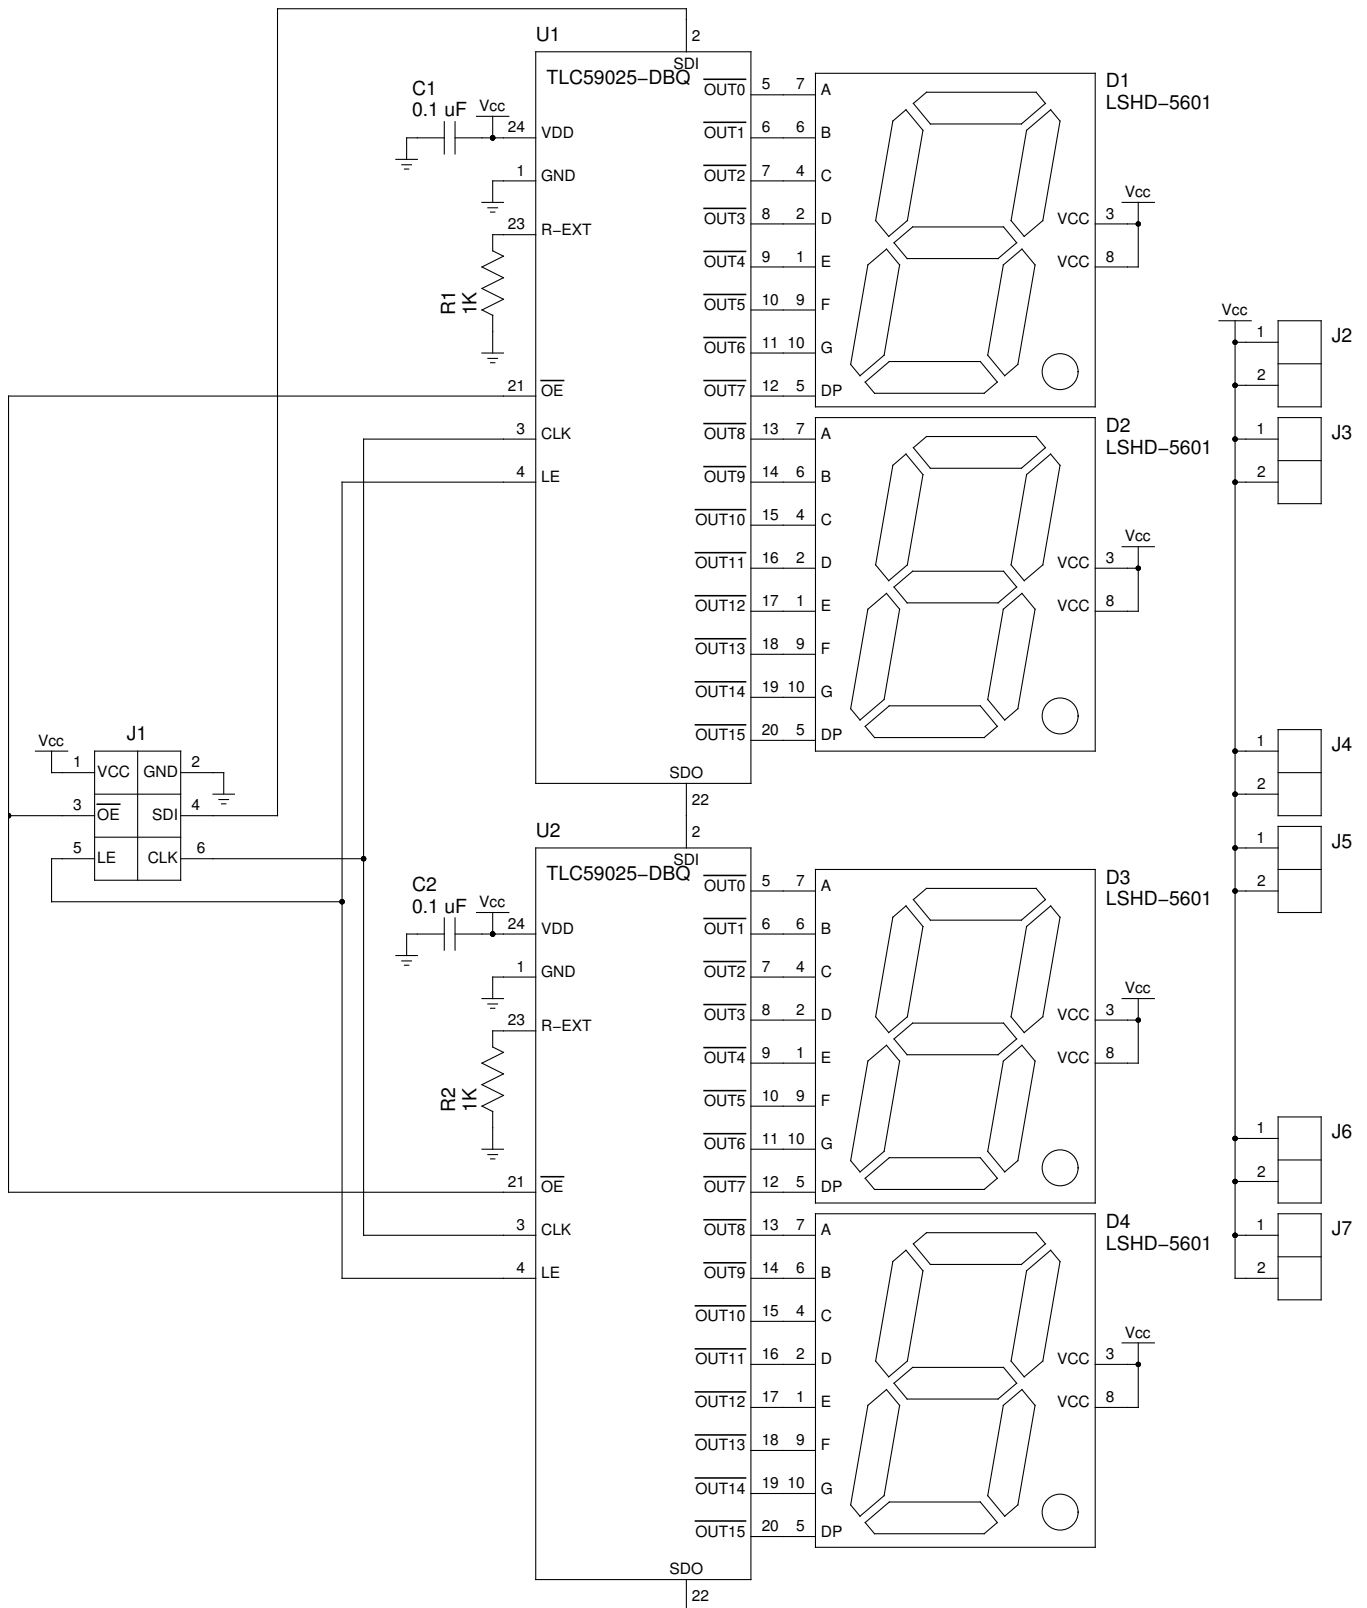 U1
2
SDI
TLC59025-DBQ
C1
0.1 uF
Vcc
24 VDD
1 GND
23 R-EXT
R1
1K
21 OE
3 CLK
4 LE
OUT0 5 7 A
OUT1 6 6 B
OUT2 7 4 C
OUT3 8 2 D
OUT4 9 1 E
OUT5 10 9 F
OUT6 11 10 G
OUT7 12 5 DP
OUT8 13 7 A
OUT9 14 6 B
OUT10 15 4 C
OUT11 16 2 D
OUT12 17 1 E
OUT13 18 9 F
OUT14 19 10 G
OUT15 20 5 DP
SDO
22
D1
LSHD-5601
Vcc
VCC 3
VCC 8
D2
LSHD-5601
Vcc
VCC 3
VCC 8
Vcc
1 J2
2
1 J3
2
1 J4
2
1 J5
2
1 J6
2
1 J7
2
J1
Vcc
1 VCC GND 2
3 OE SDI 4
5 LE CLK 6
U2
2
SDI
TLC59025-DBQ
C2
0.1 uF
Vcc
24 VDD
1 GND
23 R-EXT
R2
1K
21 OE
3 CLK
4 LE
OUT0 5 7 A
OUT1 6 6 B
OUT2 7 4 C
OUT3 8 2 D
OUT4 9 1 E
OUT5 10 9 F
OUT6 11 10 G
OUT7 12 5 DP
OUT8 13 7 A
OUT9 14 6 B
OUT10 15 4 C
OUT11 16 2 D
OUT12 17 1 E
OUT13 18 9 F
OUT14 19 10 G
OUT15 20 5 DP
SDO
22
D3
LSHD-5601
Vcc
VCC 3
VCC 8
D4
LSHD-5601
Vcc
VCC 3
VCC 8